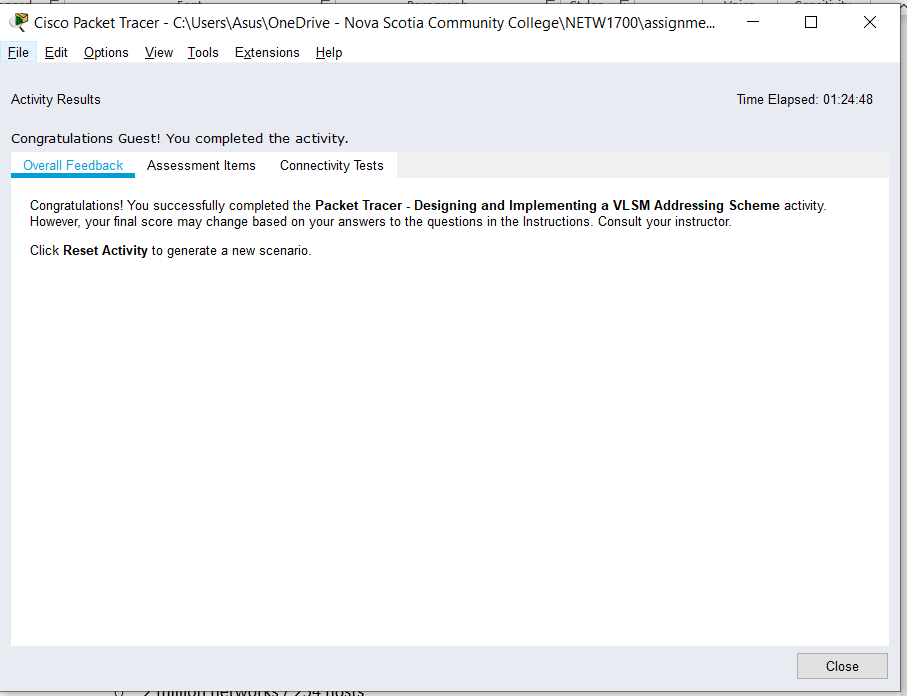 Cisco Packet Tracer - C:\Users\Asus\OneDrive - Nova Scotia Community College\NETW1700\assignme...
File Edit Options View Tools Extensions Help
Activity Results
Time Elapsed: 01:24:48
Congratulations Guest! You completed the activity.
Overall Feedback Assessment Items Connectivity Tests
Congratulations! You successfully completed the Packet Tracer - Designing and Implementing a VLSM Addressing Scheme activity.
However, your final score may change based on your answers to the questions in the Instructions. Consult your instructor.
Click Reset Activity to generate a new scenario.
Close
2 million networks / 254 hosts